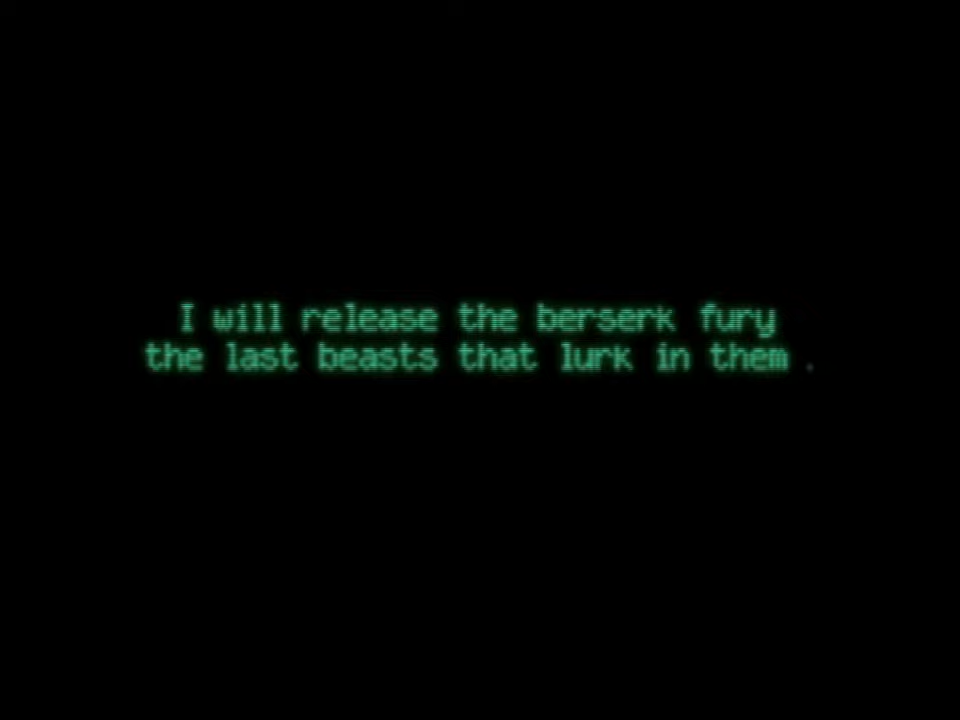 I will release the berserk fury
the last beasts that lurk in them .